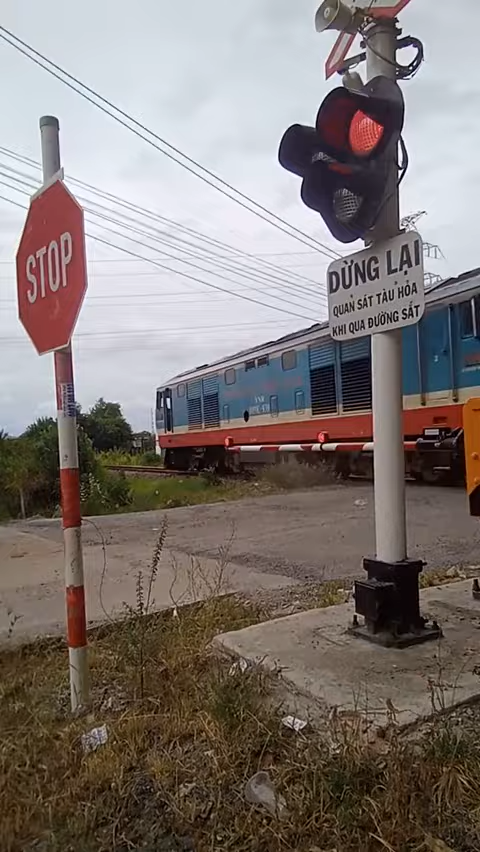 STOP
DỪNG LẠI
QUAN SÁT TÀU HỎA
KHI QUA ĐƯỜNG SẮT